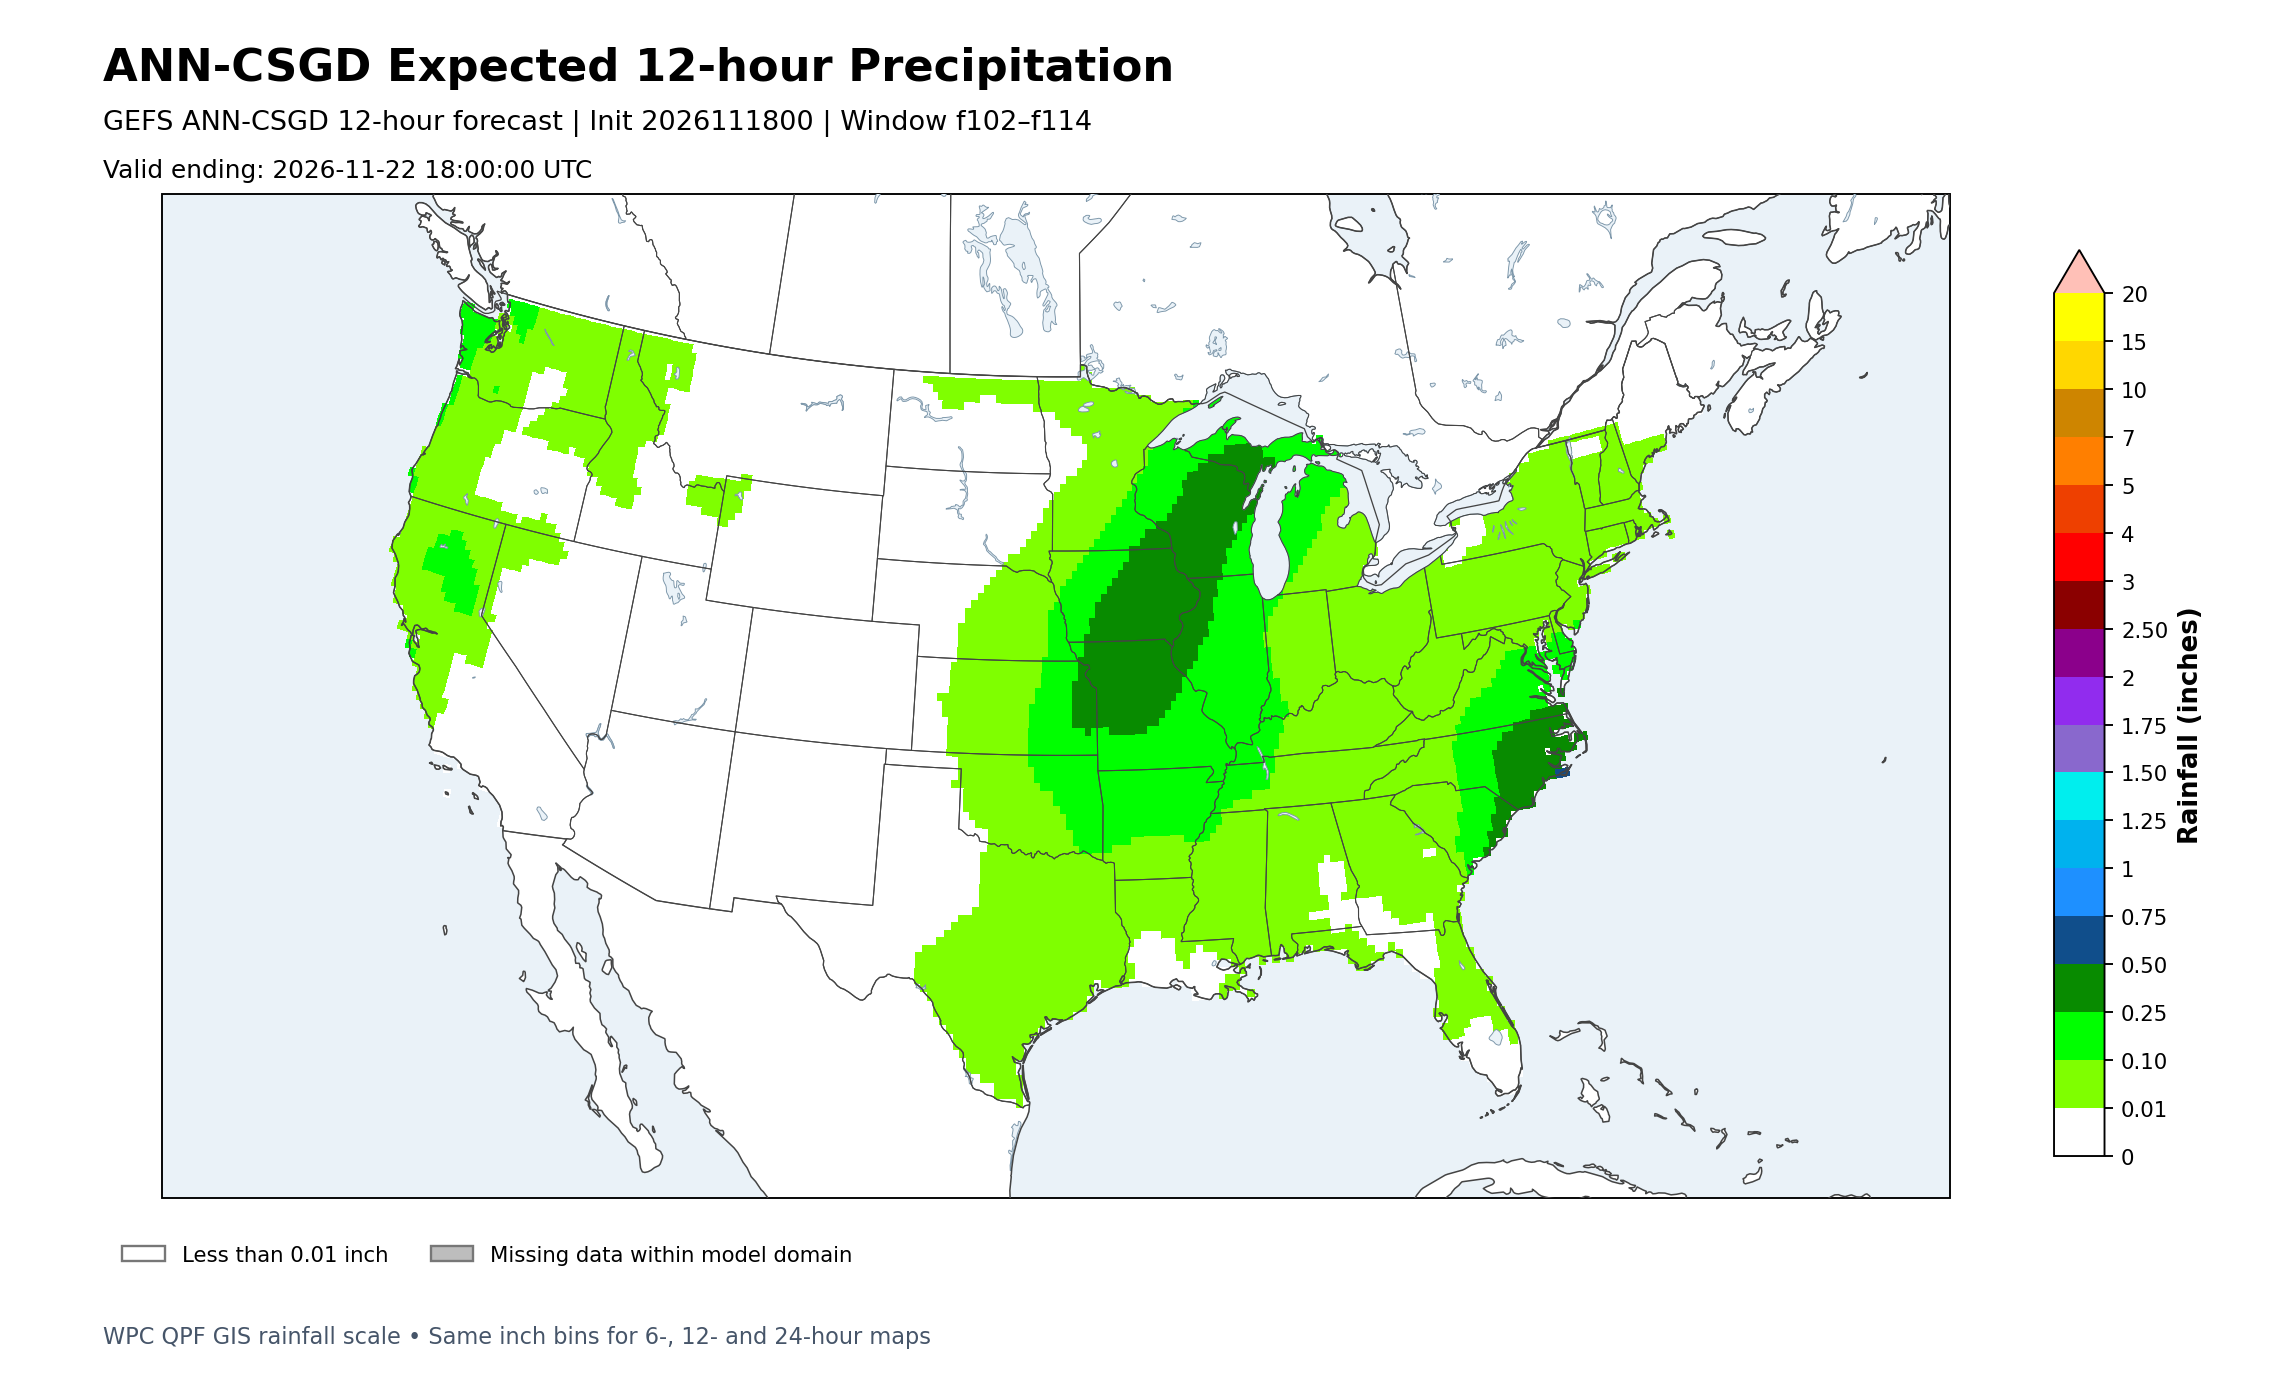 ANN-CSGD Expected 12-hour Precipitation
GEFS ANN-CSGD 12-hour forecast | Init 2026111800 | Window f102–f114
Valid ending: 2026-11-22 18:00:00 UTC
20
15
10
7
5
4
3
2.50
2
1.75
1.50
1.25
1
0.75
0.50
0.25
0.10
0.01
0
Rainfall (inches)
Less than 0.01 inch
Missing data within model domain
WPC QPF GIS rainfall scale • Same inch bins for 6-, 12- and 24-hour maps